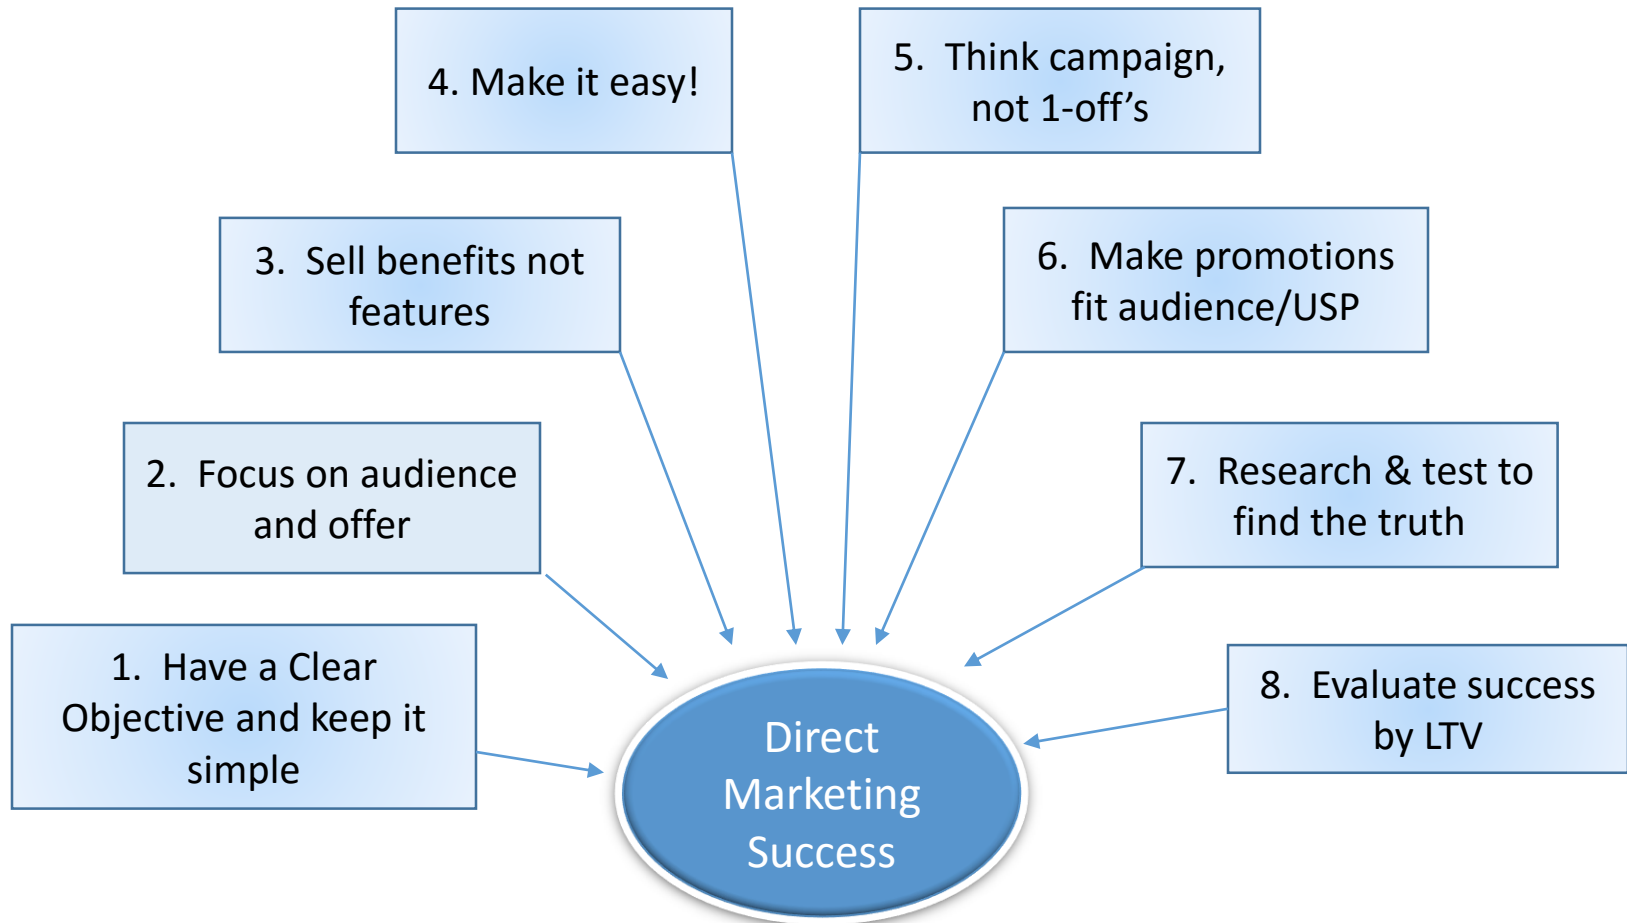 1.  Have a Clear
Objective and keep it
simple
2.  Focus on audience
and offer
3.  Sell benefits not
features
4. Make it easy!
5.  Think campaign,
not 1-off’s
6.  Make promotions
fit audience/USP
7.  Research & test to
find the truth
8.  Evaluate success
by LTV
Direct
Marketing
Success